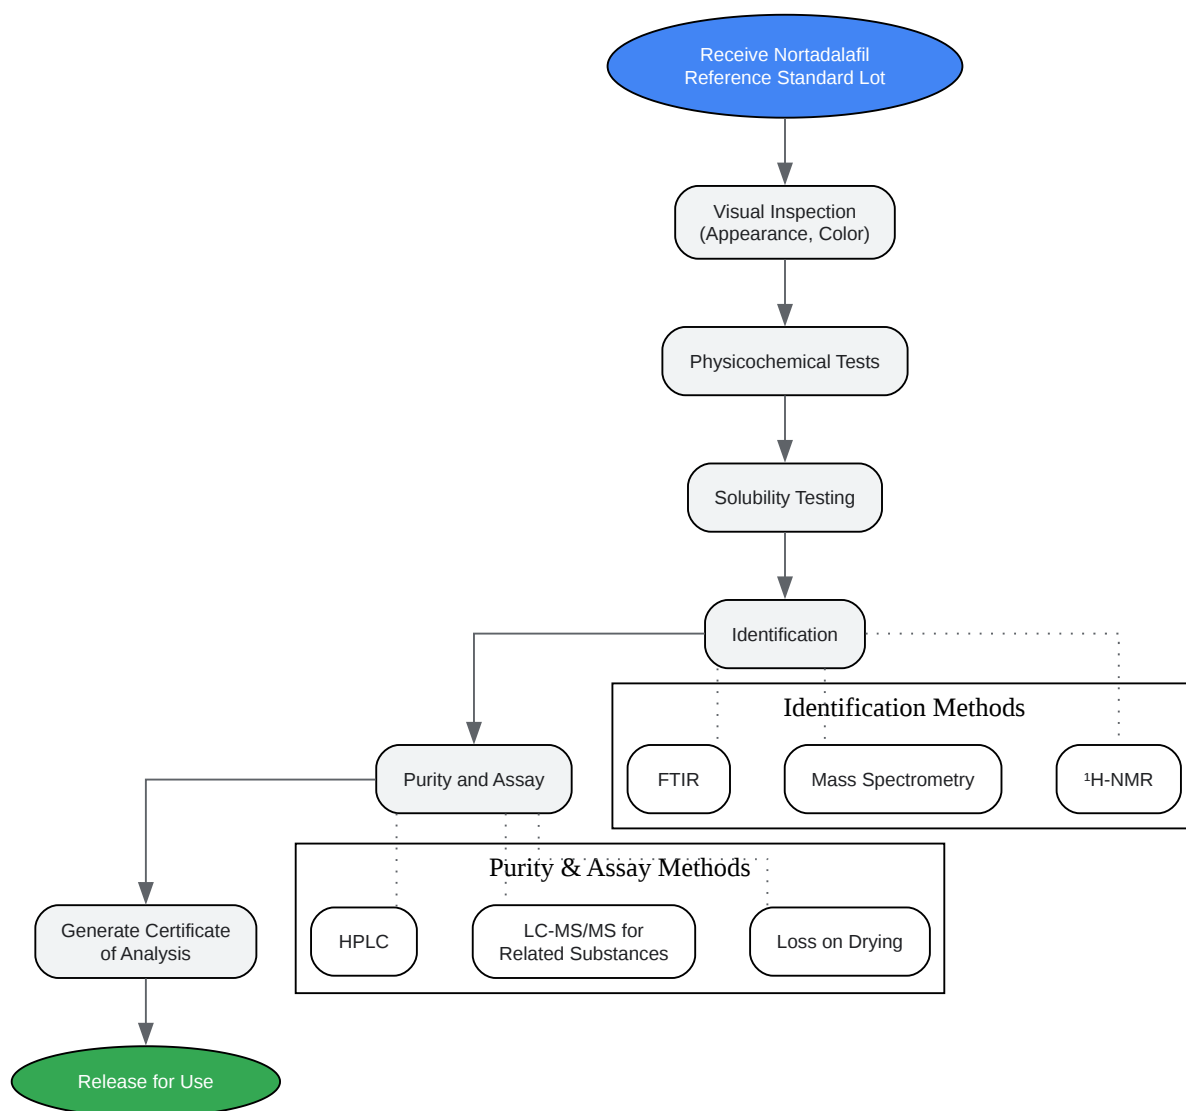 Receive Nortadalafil
Reference Standard Lot
Visual Inspection
(Appearance, Color)
Physicochemical Tests
Solubility Testing
Identification
Identification Methods
FTIR
Mass Spectrometry
¹H-NMR
Purity and Assay
Purity & Assay Methods
HPLC
LC-MS/MS for
Related Substances
Loss on Drying
Generate Certificate
of Analysis
Release for Use